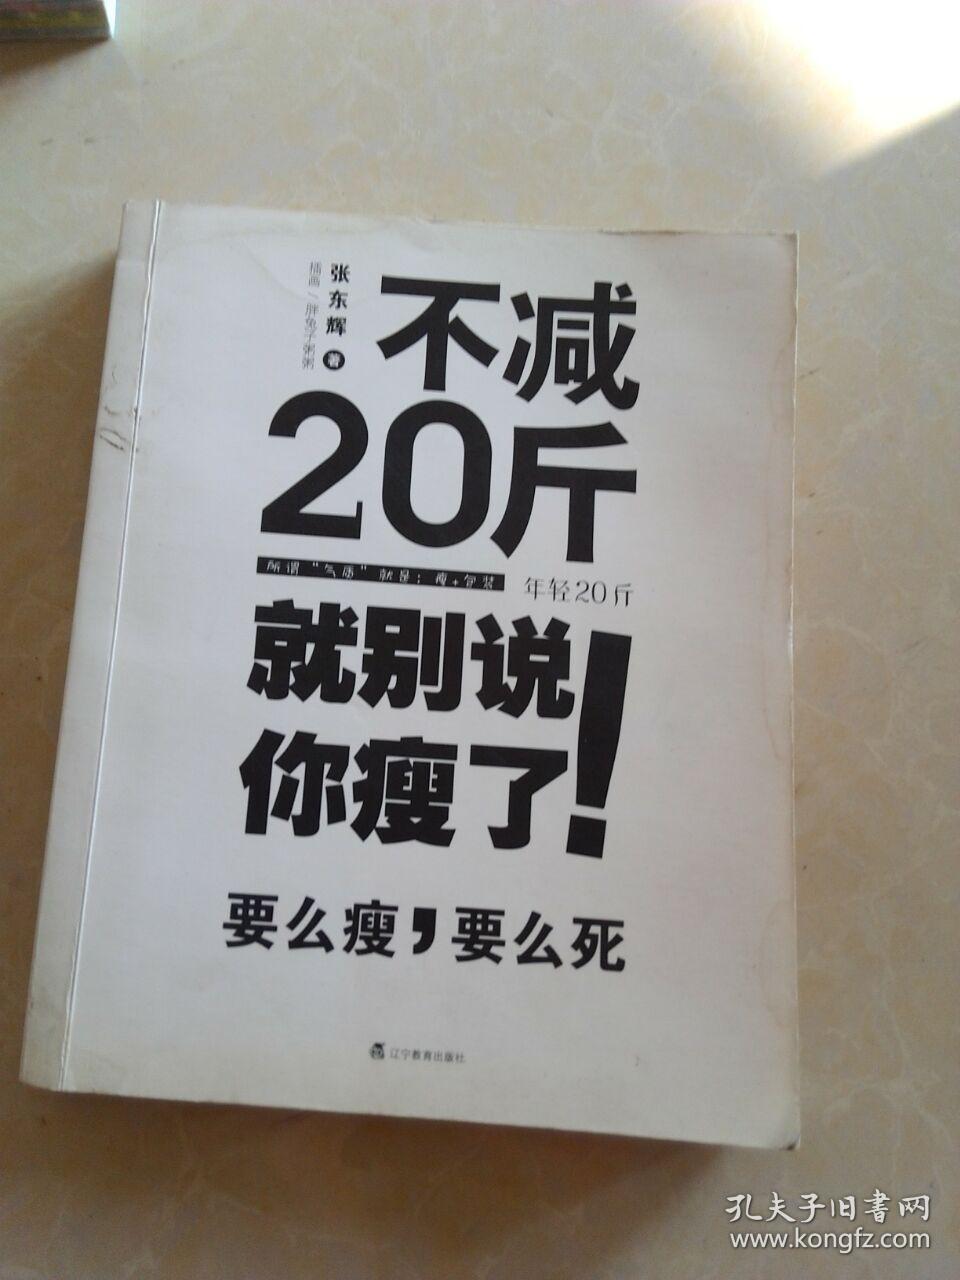 不减
20斤
所谓“气质”就是：瘦+包装
年轻20斤
就别说
你瘦了！
要么瘦，要么死
张东辉 著
插画／胖兔子粥粥
辽宁教育出版社
孔夫子旧书网
www.kongfz.com